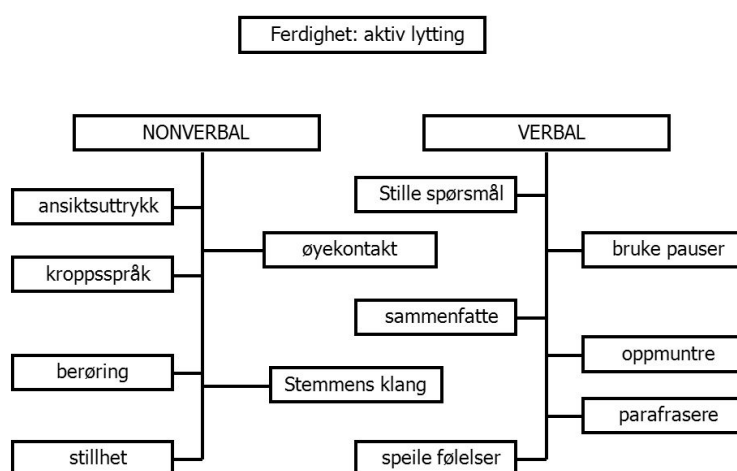 Ferdighet: aktiv lytting
NONVERBAL
ansiktsuttrykk
øyekontakt
kroppsspråk
berøring
Stemmens klang
stillhet
VERBAL
Stille spørsmål
bruke pauser
sammenfatte
oppmuntre
parafrasere
speile følelser